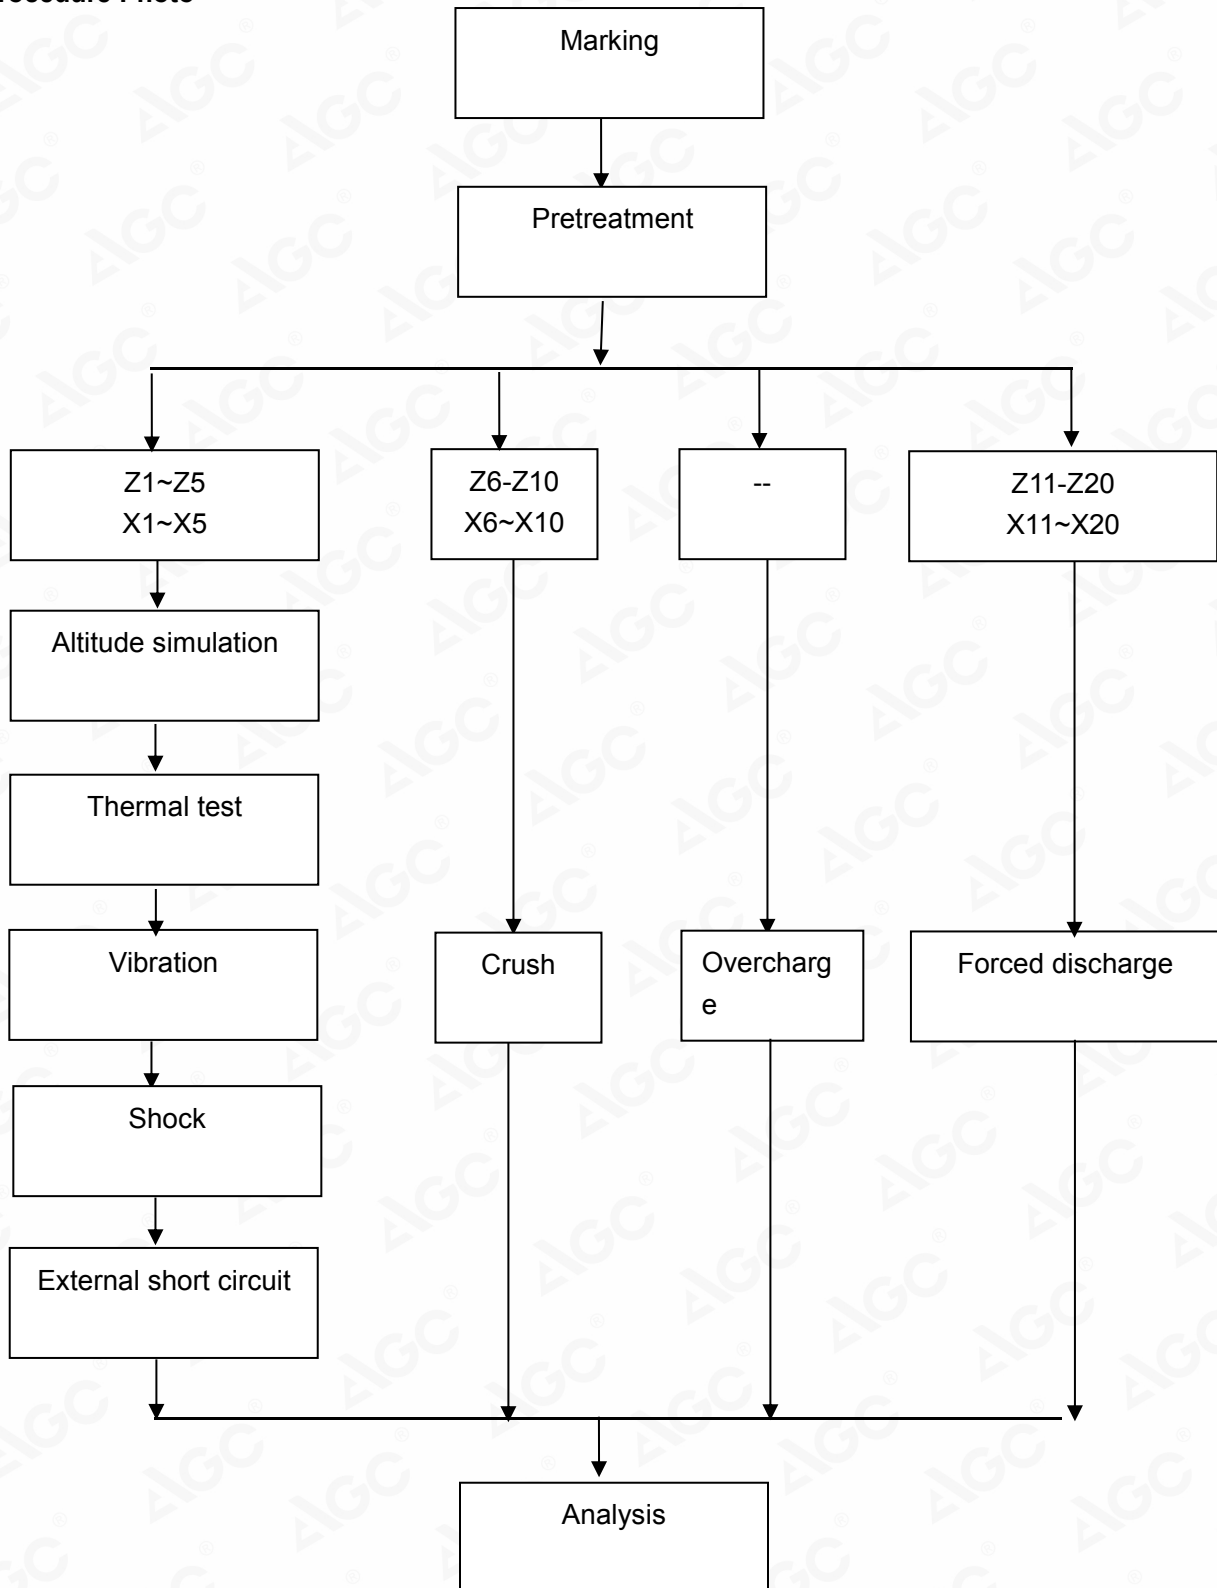 Marking
Pretreatment
Z1~Z5
X1~X5
Z6-Z10
X6~X10
--
Z11-Z20
X11~X20
Altitude simulation
Thermal test
Vibration
Crush
Overcharg
e
Forced discharge
Shock
External short circuit
Analysis
AGC